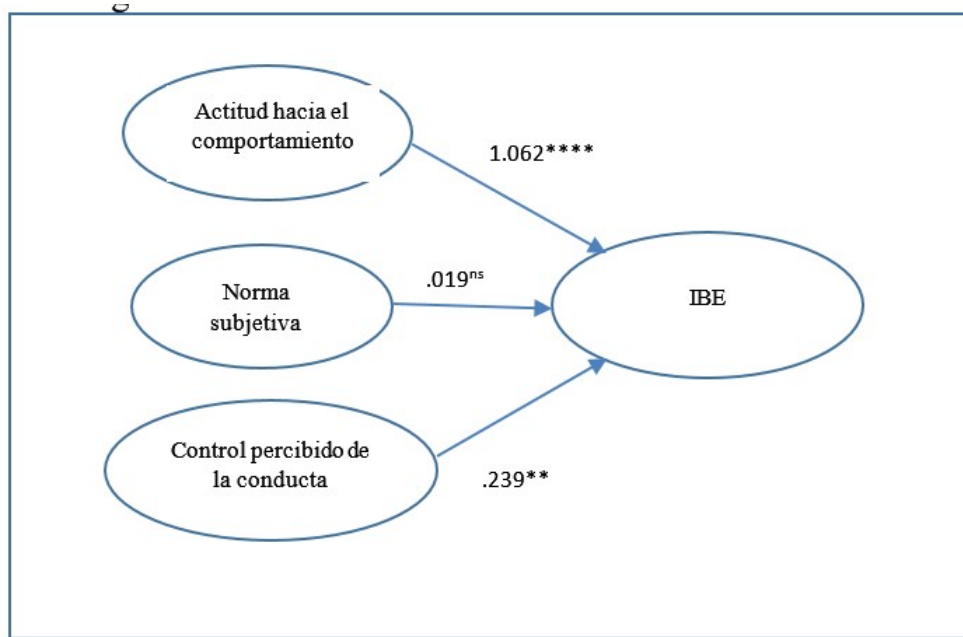 Actitud hacia el
comportamiento
1.062****
Norma
subjetiva
.019ns
IBE
Control percibido de
la conducta
.239**